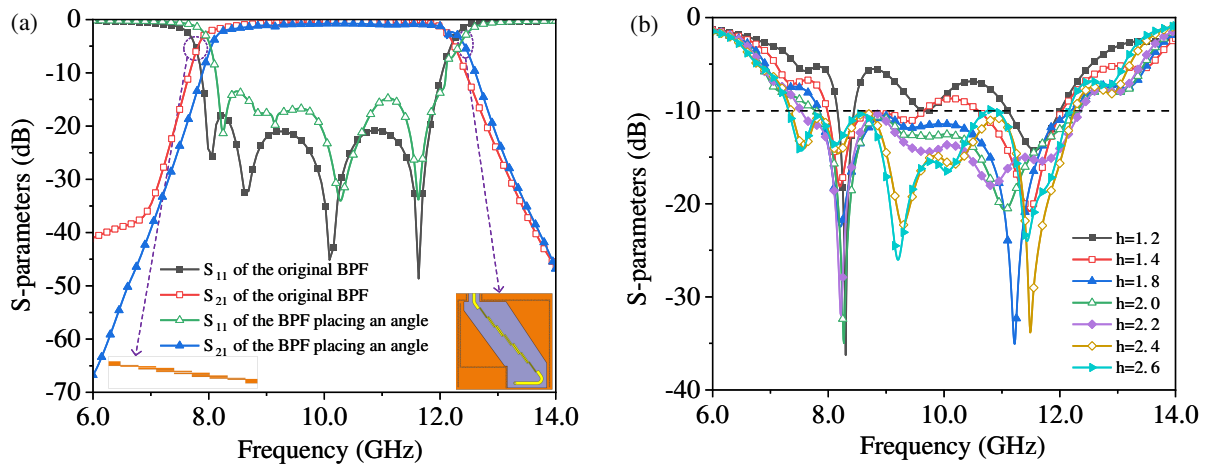 (a)
S-parameters (dB)
0
-10
-20
-30
-40
-50
-60
-70
6.0 7.0 8.0 10.0 12.0 14.0
Frequency (GHz)
S11 of the original BPF
S21 of the original BPF
S11 of the BPF placing an angle
S21 of the BPF placing an angle
(b)
S-parameters (dB)
0
-10
-20
-30
-40
6.0 8.0 10.0 12.0 14.0
Frequency (GHz)
h=1.2
h=1.4
h=1.8
h=2.0
h=2.2
h=2.4
h=2.6